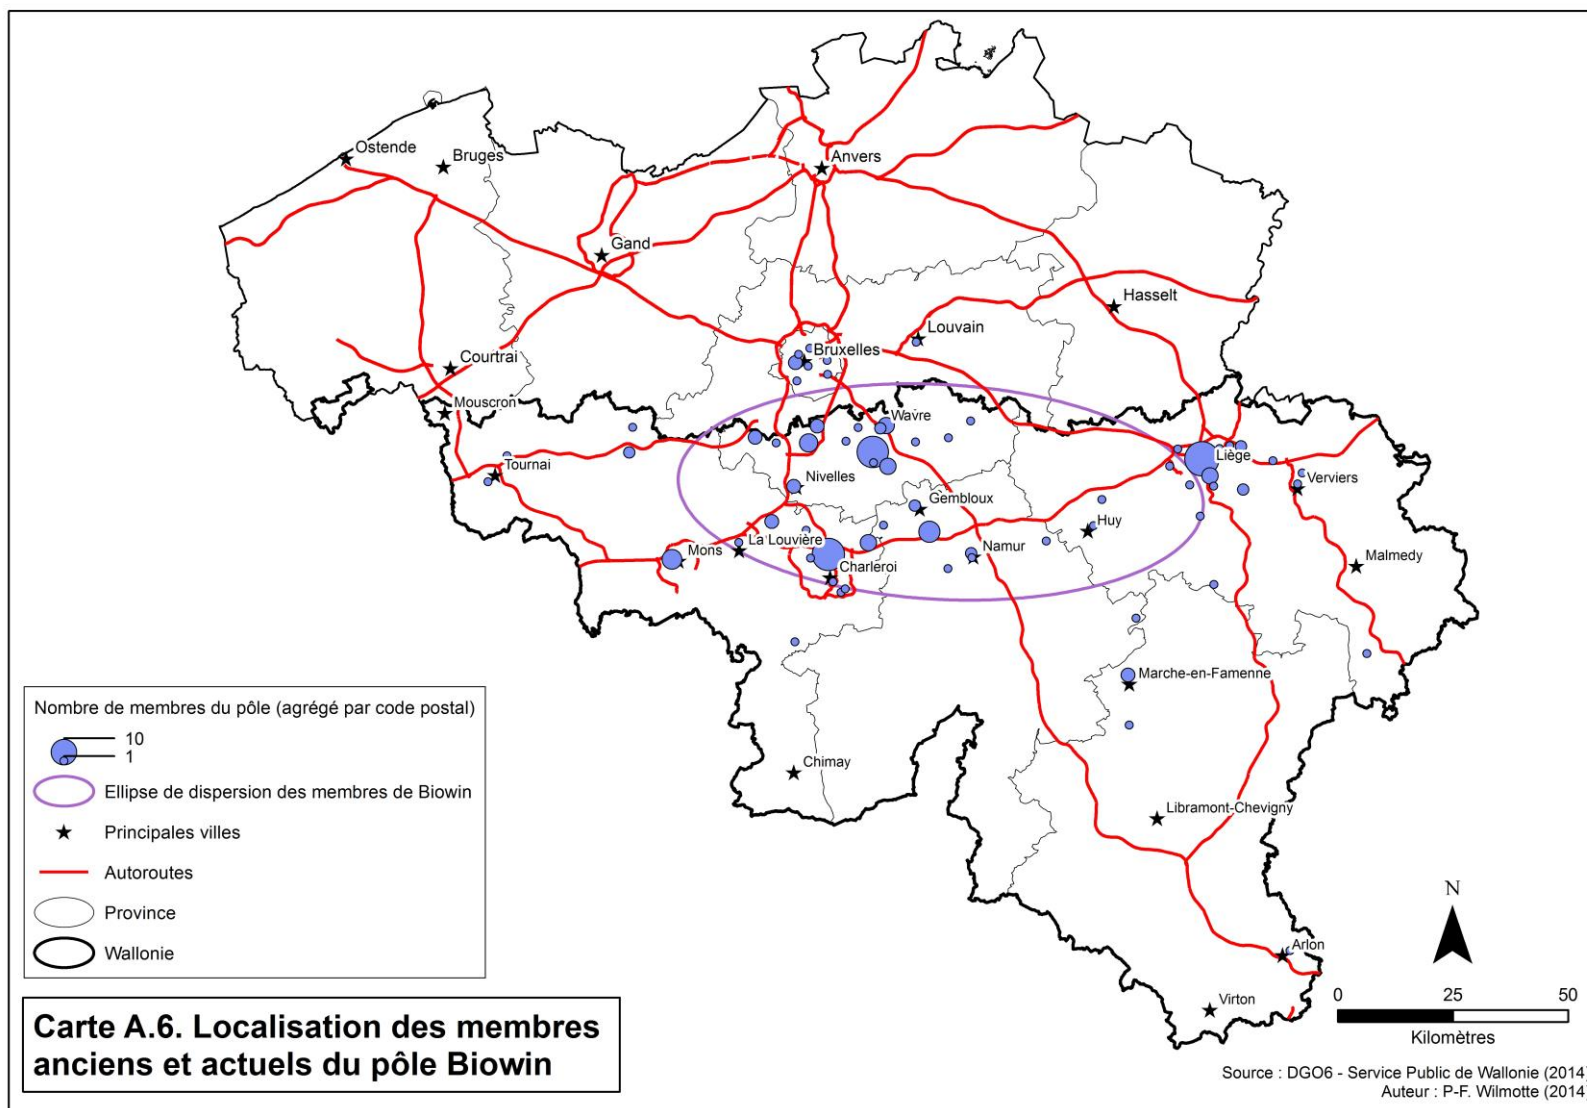 Ostende
Bruges
Anvers
Gand
Hasselt
Louvain
Bruxelles
Courtrai
Mouscron
Wavre
Tournai
Liège
Nivelles
Verviers
Gembloux
Huy
La Louvière
Mons
Namur
Malmedy
Charleroi
Marche-en-Famenne
Chimay
Libramont-Chevigny
Arlon
Virton
Nombre de membres du pôle (agrégé par code postal)
10
1
Ellipse de dispersion des membres de Biowin
Principales villes
Autoroutes
Province
Wallonie
Carte A.6. Localisation des membres
anciens et actuels du pôle Biowin
N
0 25 50
Kilomètres
Source : DGO6 - Service Public de Wallonie (2014)
Auteur : P-F. Wilmotte (2014)